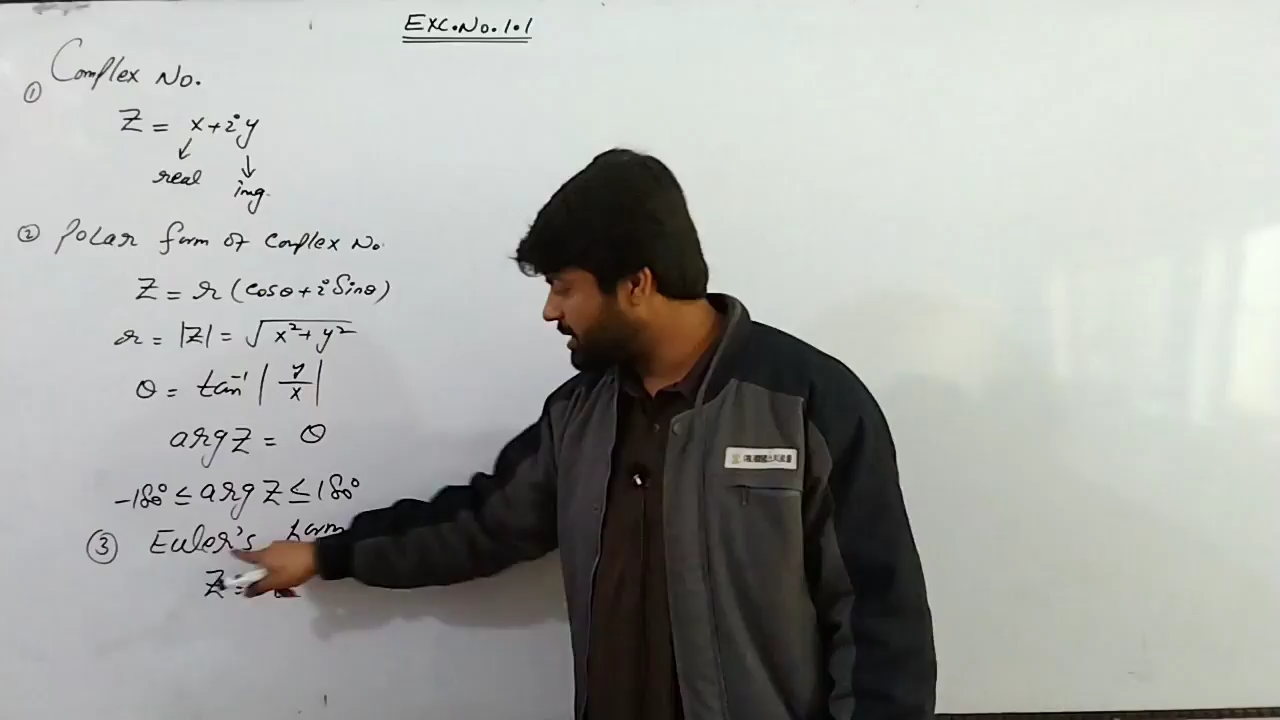 Exc.No.1.1
① Complex No.
Z = x+iy
real img.
② Polar form of Complex No.
Z = r (cosθ + i Sinθ)
r = |Z| = √x²+y²
θ = tan⁻¹ |y/x|
arg Z = θ
-180° ≤ arg Z ≤ 180°
③ Euler's form
Z =